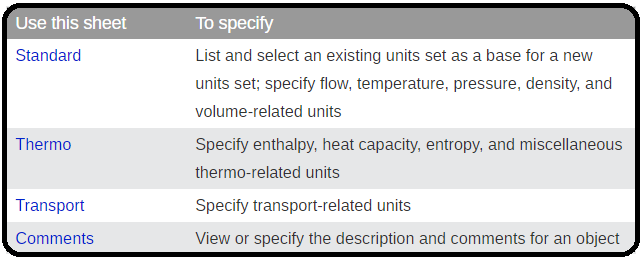 Use this sheet To specify
Standard List and select an existing units set as a base for a new
units set; specify flow, temperature, pressure, density, and
volume-related units
Thermo Specify enthalpy, heat capacity, entropy, and miscellaneous
thermo-related units
Transport Specify transport-related units
Comments View or specify the description and comments for an object